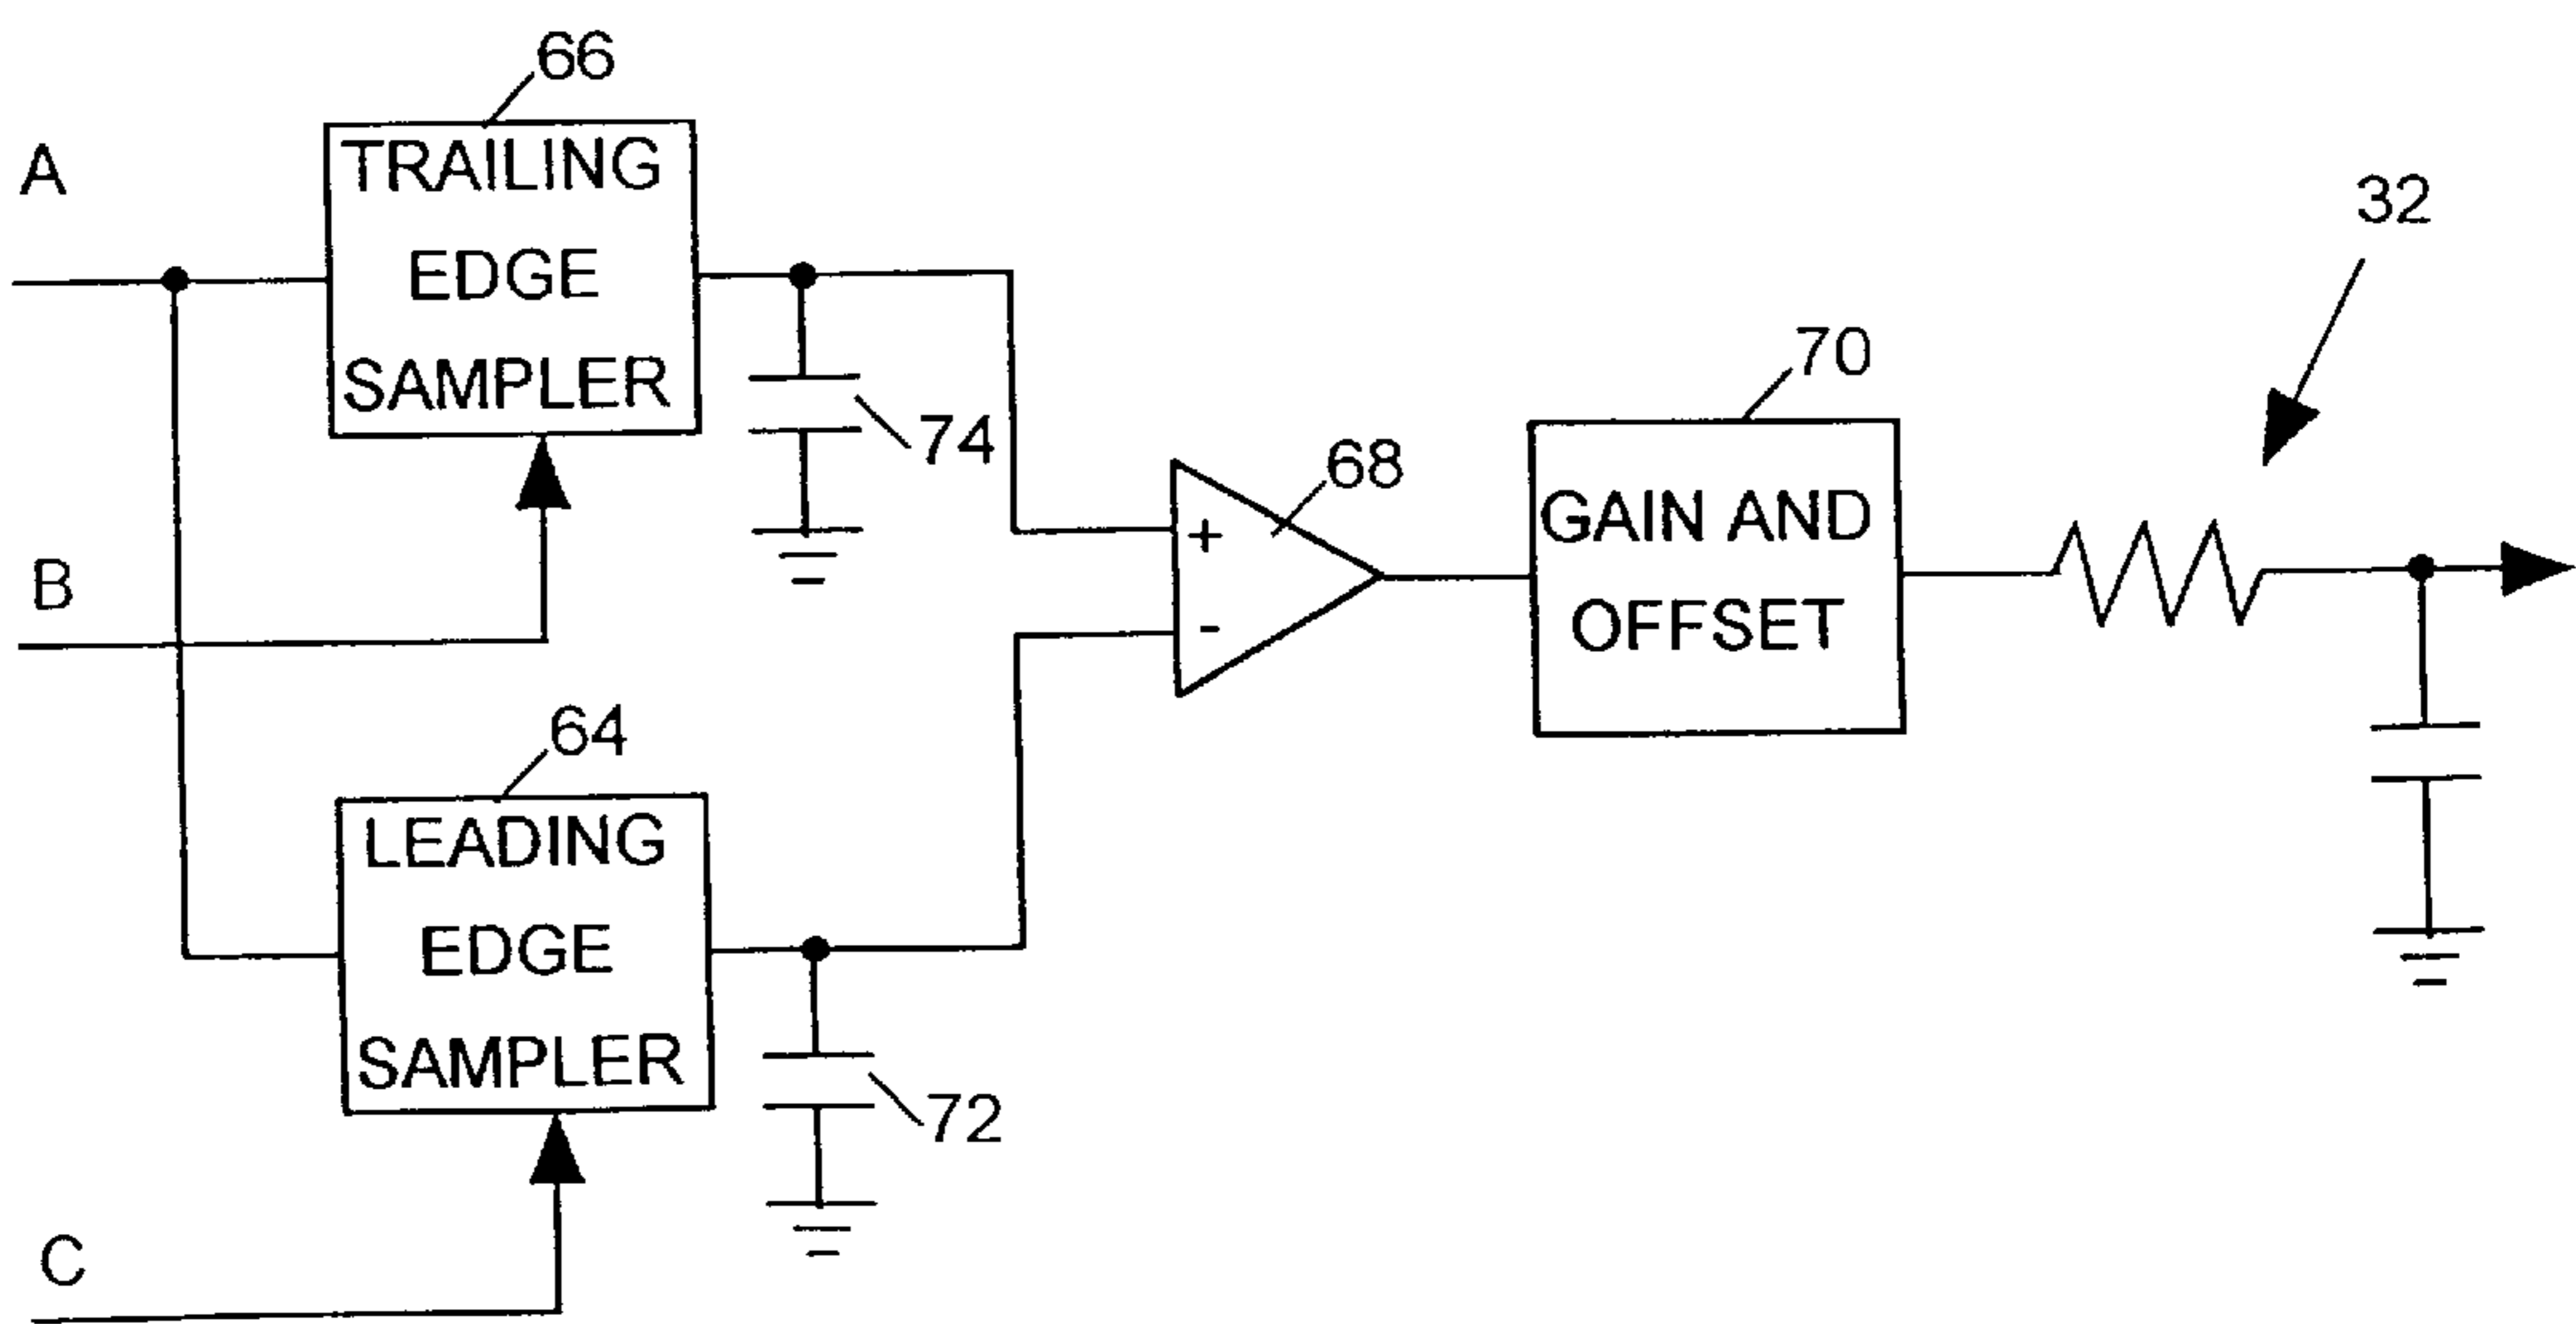 66
A
TRAILING
EDGE
SAMPLER
32
70
74
68
+
-
GAIN AND
OFFSET
B
64
LEADING
EDGE
SAMPLER
72
C